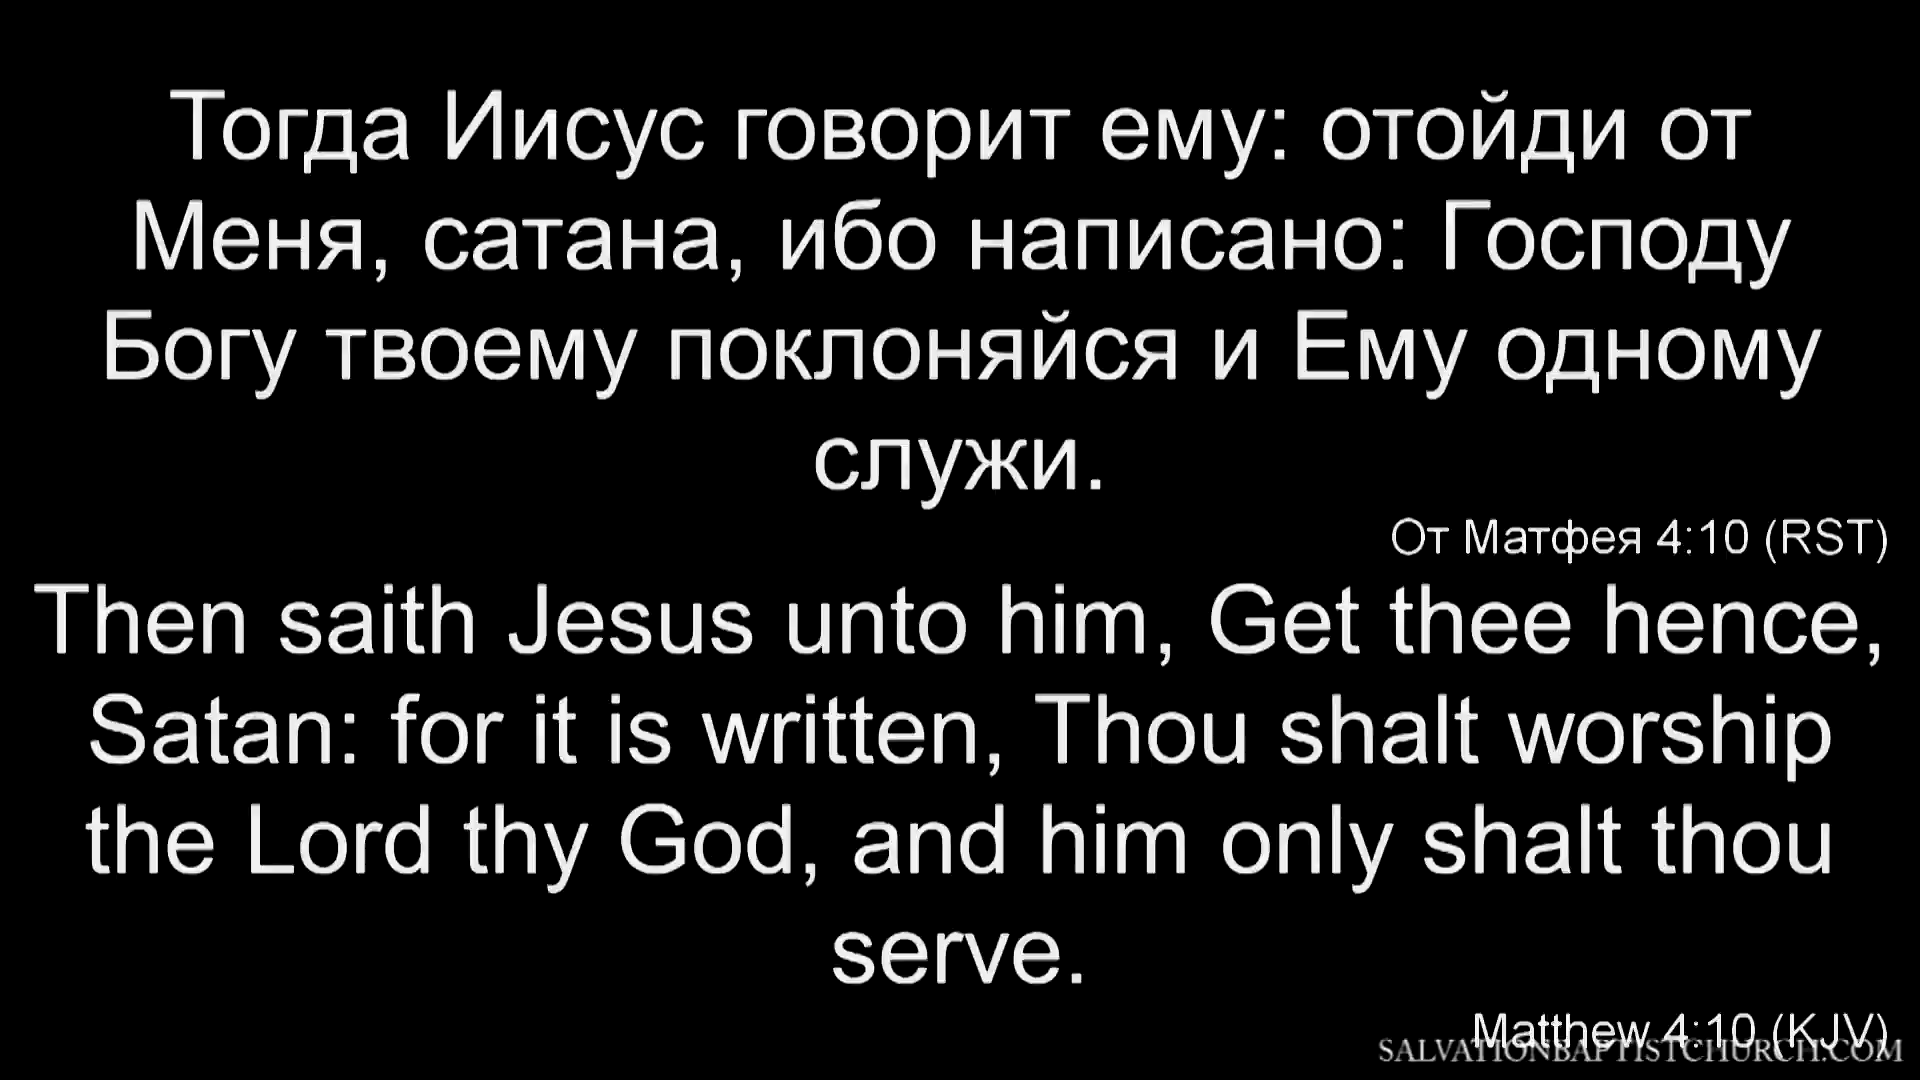 Тогда Иисус говорит ему: отойди от
Меня, сатана, ибо написано: Господу
Богу твоему поклоняйся и Ему одному
служи.
От Матфея 4:10 (RST)
Then saith Jesus unto him, Get thee hence,
Satan: for it is written, Thou shalt worship
the Lord thy God, and him only shalt thou
serve.
Matthew 4:10 (KJV)
SALVATIONBAPTISTCHURCH.COM